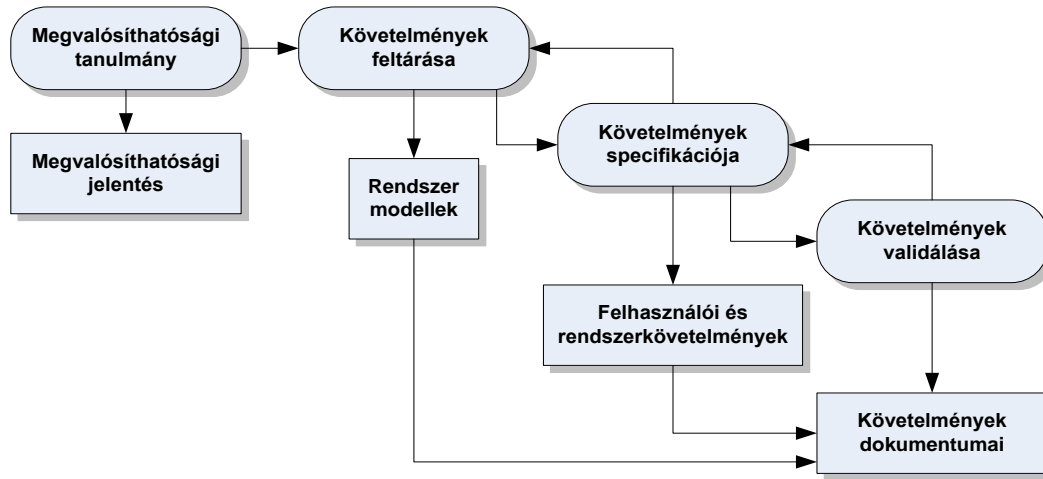 Megvalósíthatósági
tanulmány
Követelmények
feltárása
Megvalósíthatósági
jelentés
Követelmények
specifikációja
Rendszer
modellek
Követelmények
validálása
Felhasználói és
rendszerkövetelmények
Követelmények
dokumentumai